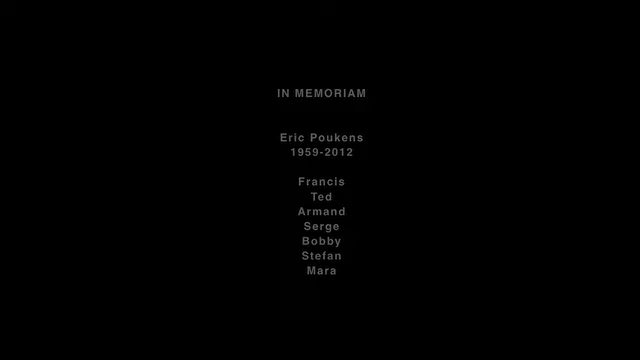 IN MEMORIAM
Eric Poukens
1959-2012
Francis
Ted
Armand
Serge
Bobby
Stefan
Mara